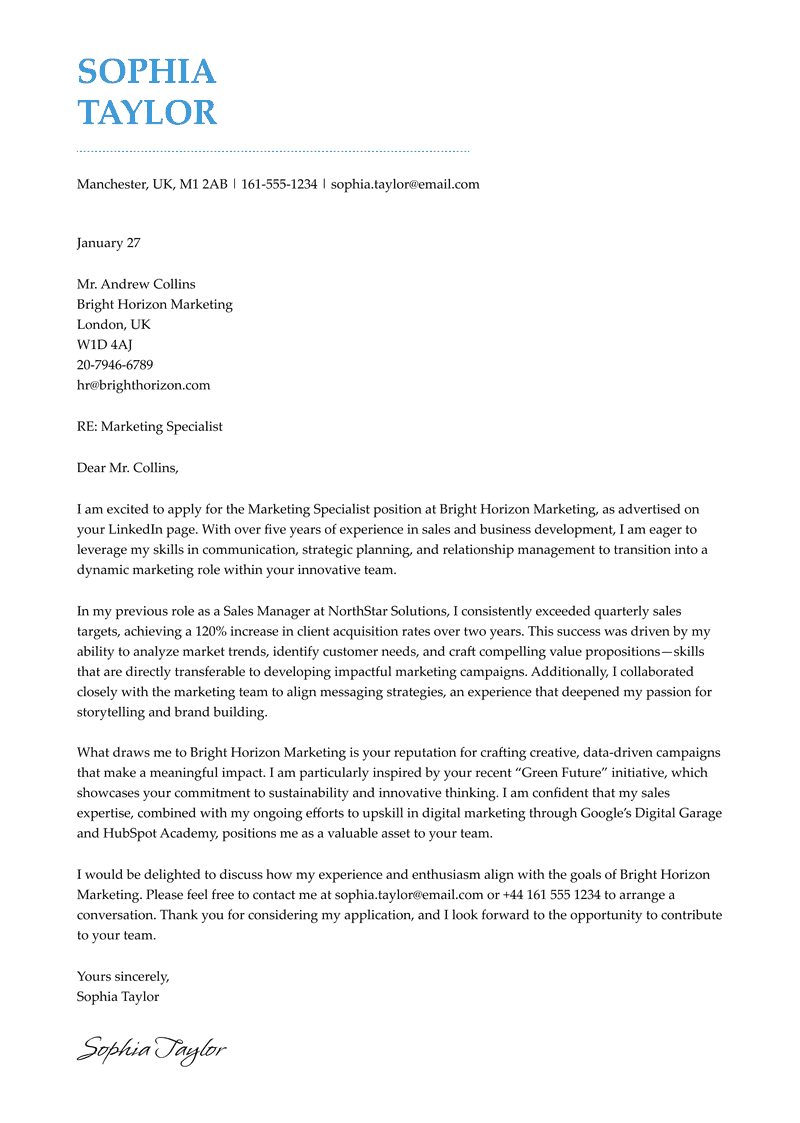 SOPHIA
TAYLOR
Manchester, UK, M1 2AB | 161-555-1234 | sophia.taylor@email.com
January 27
Mr. Andrew Collins
Bright Horizon Marketing
London, UK
W1D 4AJ
20-7946-6789
hr@brighthorizon.com
RE: Marketing Specialist
Dear Mr. Collins,
I am excited to apply for the Marketing Specialist position at Bright Horizon Marketing, as advertised on
your LinkedIn page. With over five years of experience in sales and business development, I am eager to
leverage my skills in communication, strategic planning, and relationship management to transition into a
dynamic marketing role within your innovative team.
In my previous role as a Sales Manager at NorthStar Solutions, I consistently exceeded quarterly sales
targets, achieving a 120% increase in client acquisition rates over two years. This success was driven by my
ability to analyze market trends, identify customer needs, and craft compelling value propositions—skills
that are directly transferable to developing impactful marketing campaigns. Additionally, I collaborated
closely with the marketing team to align messaging strategies, an experience that deepened my passion for
storytelling and brand building.
What draws me to Bright Horizon Marketing is your reputation for crafting creative, data-driven campaigns
that make a meaningful impact. I am particularly inspired by your recent “Green Future” initiative, which
showcases your commitment to sustainability and innovative thinking. I am confident that my sales
expertise, combined with my ongoing efforts to upskill in digital marketing through Google’s Digital Garage
and HubSpot Academy, positions me as a valuable asset to your team.
I would be delighted to discuss how my experience and enthusiasm align with the goals of Bright Horizon
Marketing. Please feel free to contact me at sophia.taylor@email.com or +44 161 555 1234 to arrange a
conversation. Thank you for considering my application, and I look forward to the opportunity to contribute
to your team.
Yours sincerely,
Sophia Taylor
Sophia Taylor